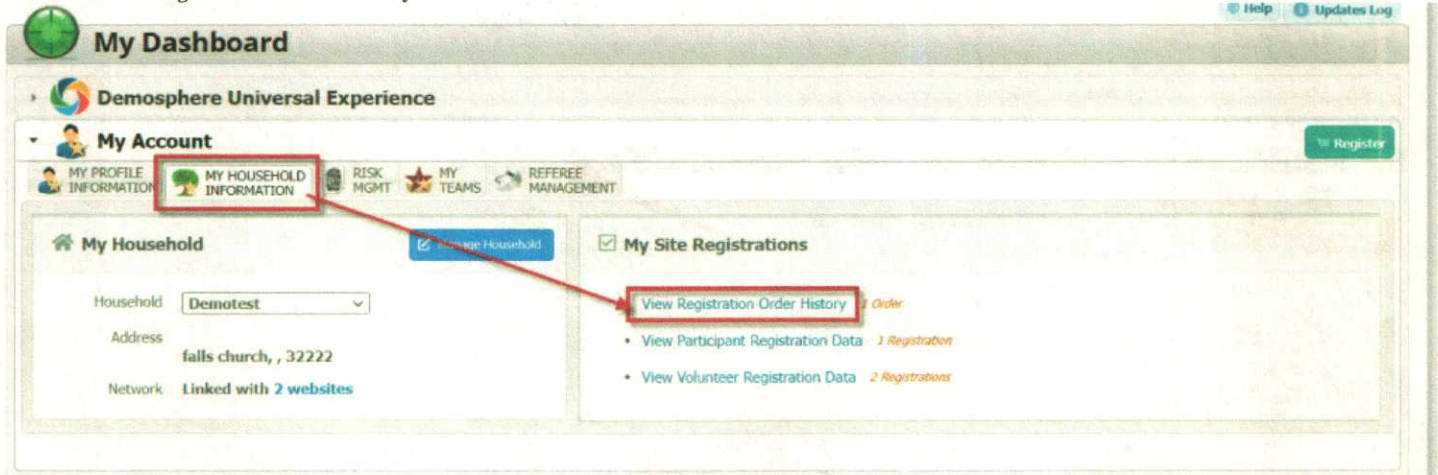 Help Updates Log
My Dashboard
Demosphere Universal Experience
My Account
Register
MY PROFILE INFORMATION
MY HOUSEHOLD INFORMATION
RISK MGMT
MY TEAMS
REFEREE MANAGEMENT
My Household
Household
My Site Registrations
Household Demotest
View Registration Order History 1 Order
Address
View Participant Registration Data 1 Registration
falls church, , 32222
View Volunteer Registration Data 2 Registrations
Network Linked with 2 websites